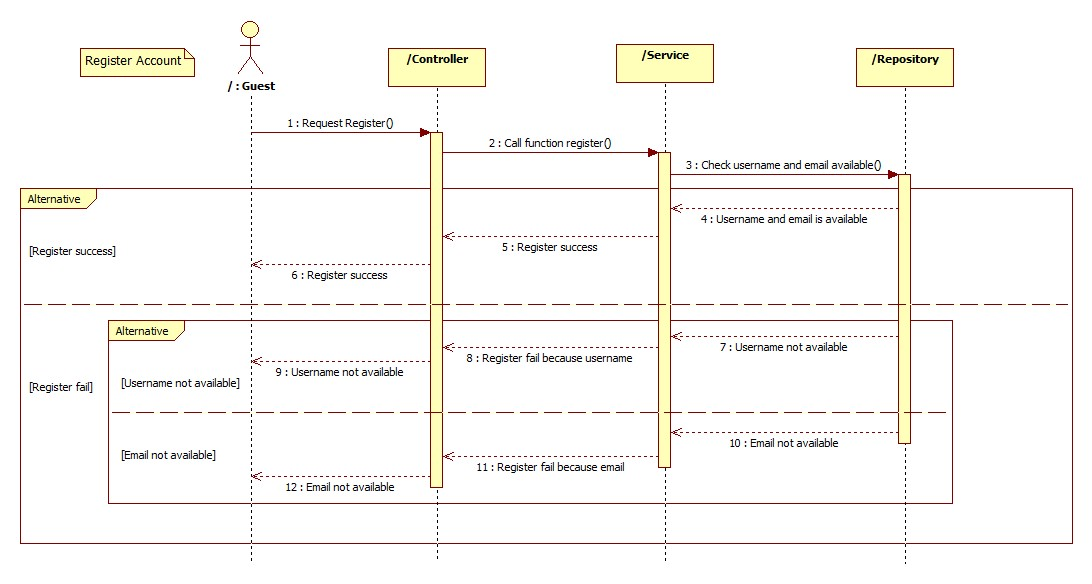 Register Account
/ : Guest
/Controller
/Service
/Repository
1 : Request Register()
2 : Call function register()
3 : Check username and email available()
Alternative
4 : Username and email is available
[Register success]
5 : Register success
6 : Register success
Alternative
7 : Username not available
8 : Register fail because username
9 : Username not available
[Register fail]
[Username not available]
10 : Email not available
[Email not available]
11 : Register fail because email
12 : Email not available